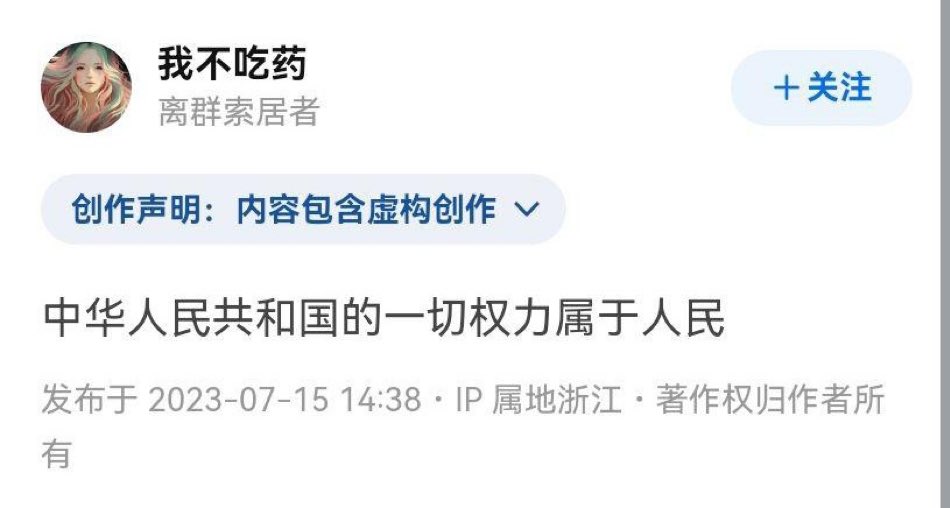 我不吃药
离群索居者
+关注
创作声明：内容包含虚构创作
中华人民共和国的一切权力属于人民
发布于 2023-07-15 14:38・IP 属地浙江・著作权归作者所
有